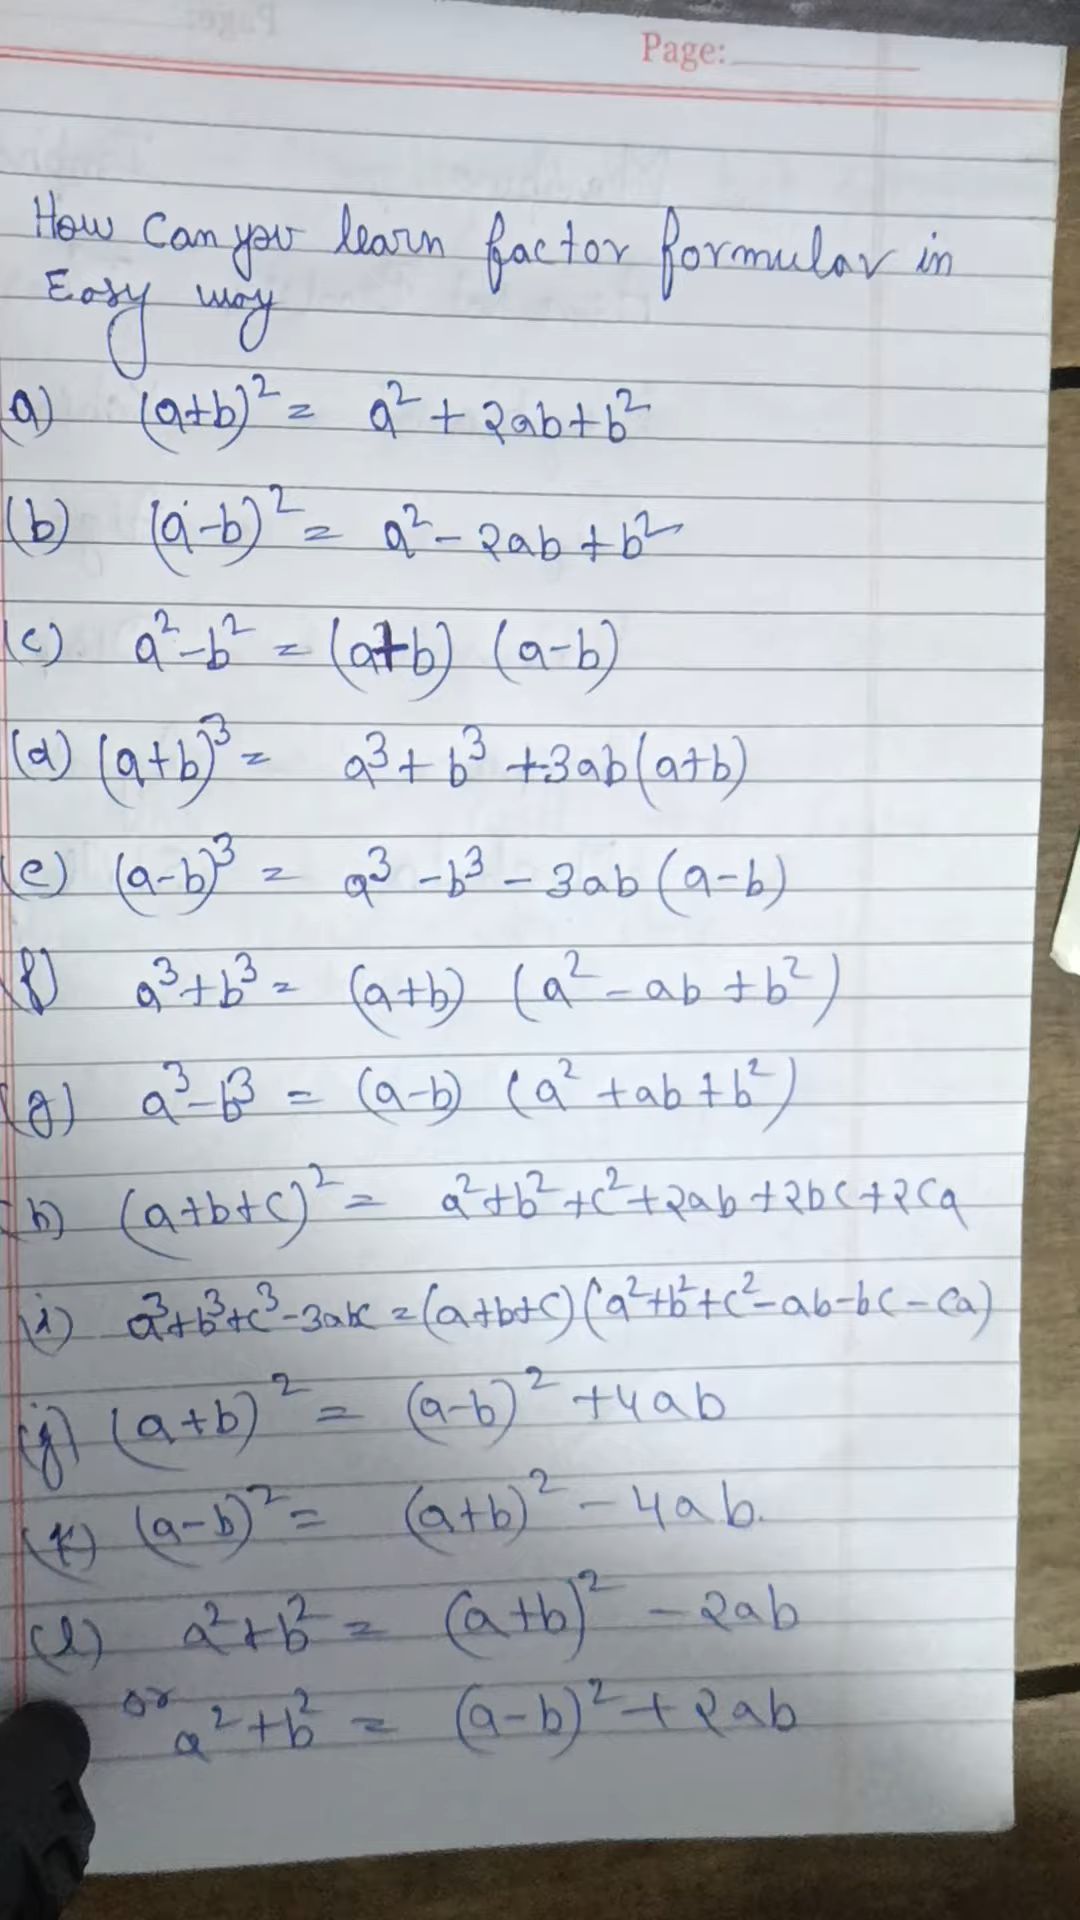 Page:
How Can you learn factor formular in
Easy way
(a) (a+b)² = a² + 2ab + b²
(b) (a-b)² = a² - 2ab + b²
(c) a² - b² = (a+b) (a-b)
(d) (a+b)³ = a³ + b³ + 3ab (a+b)
(e) (a-b)³ = a³ - b³ - 3ab (a-b)
(f) a³ + b³ = (a+b) (a² - ab + b²)
(g) a³ - b³ = (a-b) (a² + ab + b²)
(h) (a+b+c)² = a² + b² + c² + 2ab + 2bc + 2ca
(i) a³ + b³ + c³ - 3abc = (a+b+c) (a² + b² + c² - ab - bc - ca)
(j) (a+b)² = (a-b)² + 4ab
(k) (a-b)² = (a+b)² - 4ab.
(l) a² + b² = (a+b)² - 2ab
or a² + b² = (a-b)² + 2ab